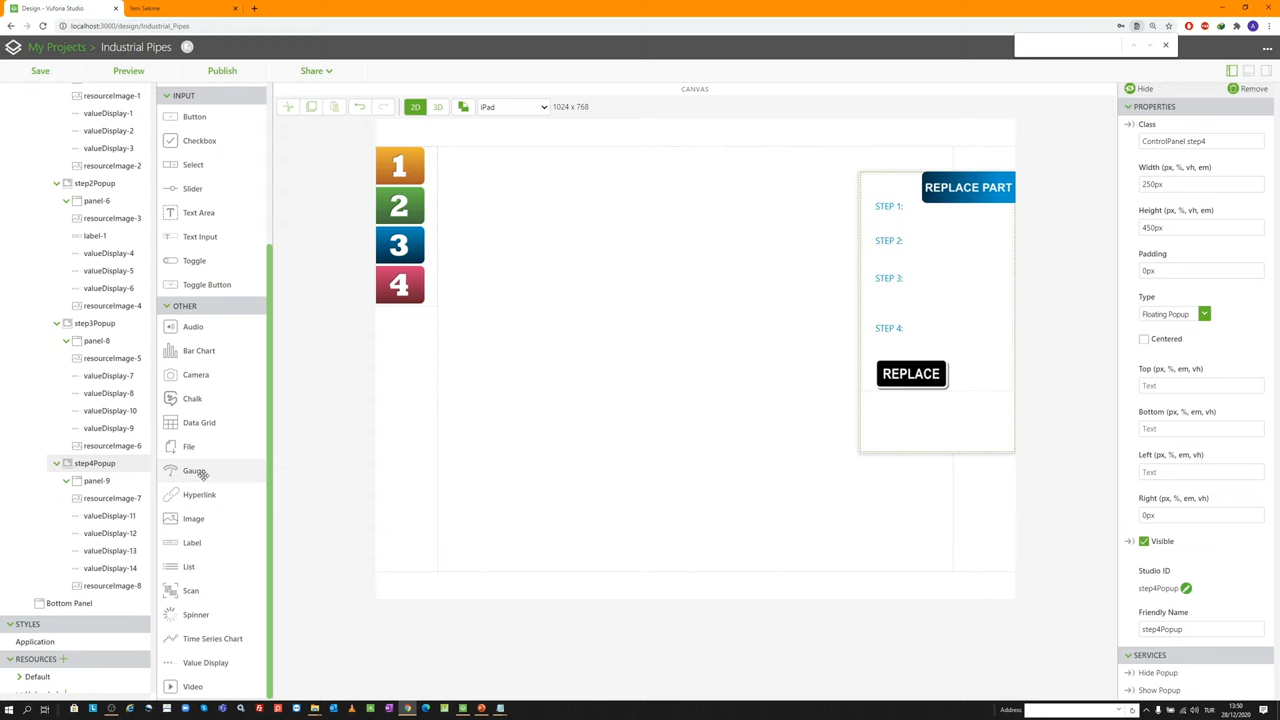 Design - Vuforia Studio
Yeni Sekme
localhost:3000/design/Industrial_Pipes
My Projects > Industrial Pipes
Save
Preview
Publish
Share
CANVAS
2D
3D
iPad
1024 x 768
resourceImage-1
valueDisplay-1
valueDisplay-2
valueDisplay-3
resourceImage-2
step2Popup
panel-6
resourceImage-3
label-1
valueDisplay-4
valueDisplay-5
valueDisplay-6
resourceImage-4
step3Popup
panel-8
resourceImage-5
valueDisplay-7
valueDisplay-8
valueDisplay-10
valueDisplay-9
resourceImage-6
step4Popup
panel-9
resourceImage-7
valueDisplay-11
valueDisplay-12
valueDisplay-13
valueDisplay-14
resourceImage-8
Bottom Panel
STYLES
Application
RESOURCES +
Default
INPUT
Button
Checkbox
Select
Slider
Text Area
Text Input
Toggle
Toggle Button
OTHER
Audio
Bar Chart
Camera
Chalk
Data Grid
File
Gauge
Hyperlink
Image
Label
List
Scan
Spinner
Time Series Chart
Value Display
Video
1
2
3
4
REPLACE PART
STEP 1:
STEP 2:
STEP 3:
STEP 4:
REPLACE
Hide
Remove
PROPERTIES
Class
ControlPanel step4
Width (px, %, vh, em)
250px
Height (px, %, vh, em)
450px
Padding
0px
Type
Floating Popup
Centered
Top (px, %, em, vh)
Text
Bottom (px, %, em, vh)
Text
Left (px, %, em, vh)
Text
Right (px, %, em, vh)
0px
Visible
Studio ID
step4Popup
Friendly Name
step4Popup
SERVICES
Hide Popup
Show Popup
Links
TUR
13:50
28/12/2020